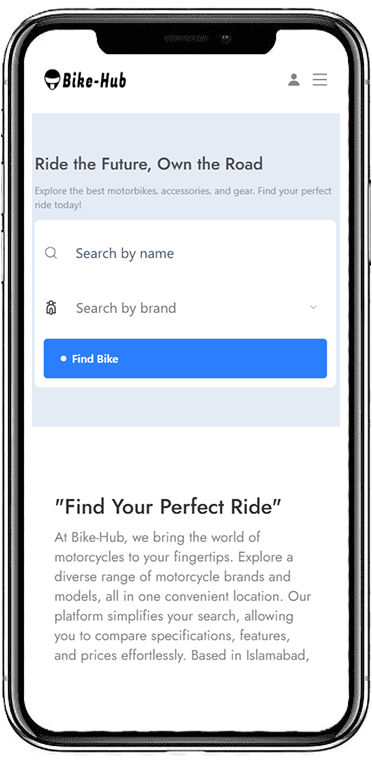 Bike-Hub
Ride the Future, Own the Road
Explore the best motorbikes, accessories, and gear. Find your perfect
ride today!
Search by name
Search by brand
Find Bike
"Find Your Perfect Ride"
At Bike-Hub, we bring the world of
motorcycles to your fingertips. Explore a
diverse range of motorcycle brands and
models, all in one convenient location. Our
platform simplifies your search, allowing
you to compare specifications, features,
and prices effortlessly. Based in Islamabad,